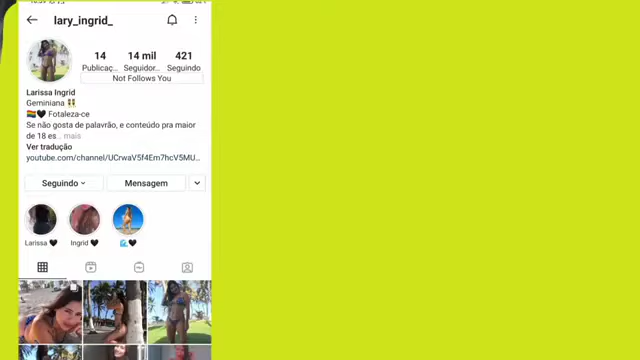 lary_ingrid_
14 14 mil 421
Publicaç... Seguidor... Seguindo
Not Follows You
Larissa Ingrid
Geminiana 👯
🏳️‍🌈🖤 Fotaleza-ce
Se não gosta de palavrão, e conteúdo pra maior
de 18 es... mais
Ver tradução
youtube.com/channel/UCrwaV5f4Em7hcV5MU...
Seguindo Mensagem
Larissa 🖤 Ingrid 🖤 🌊🖤